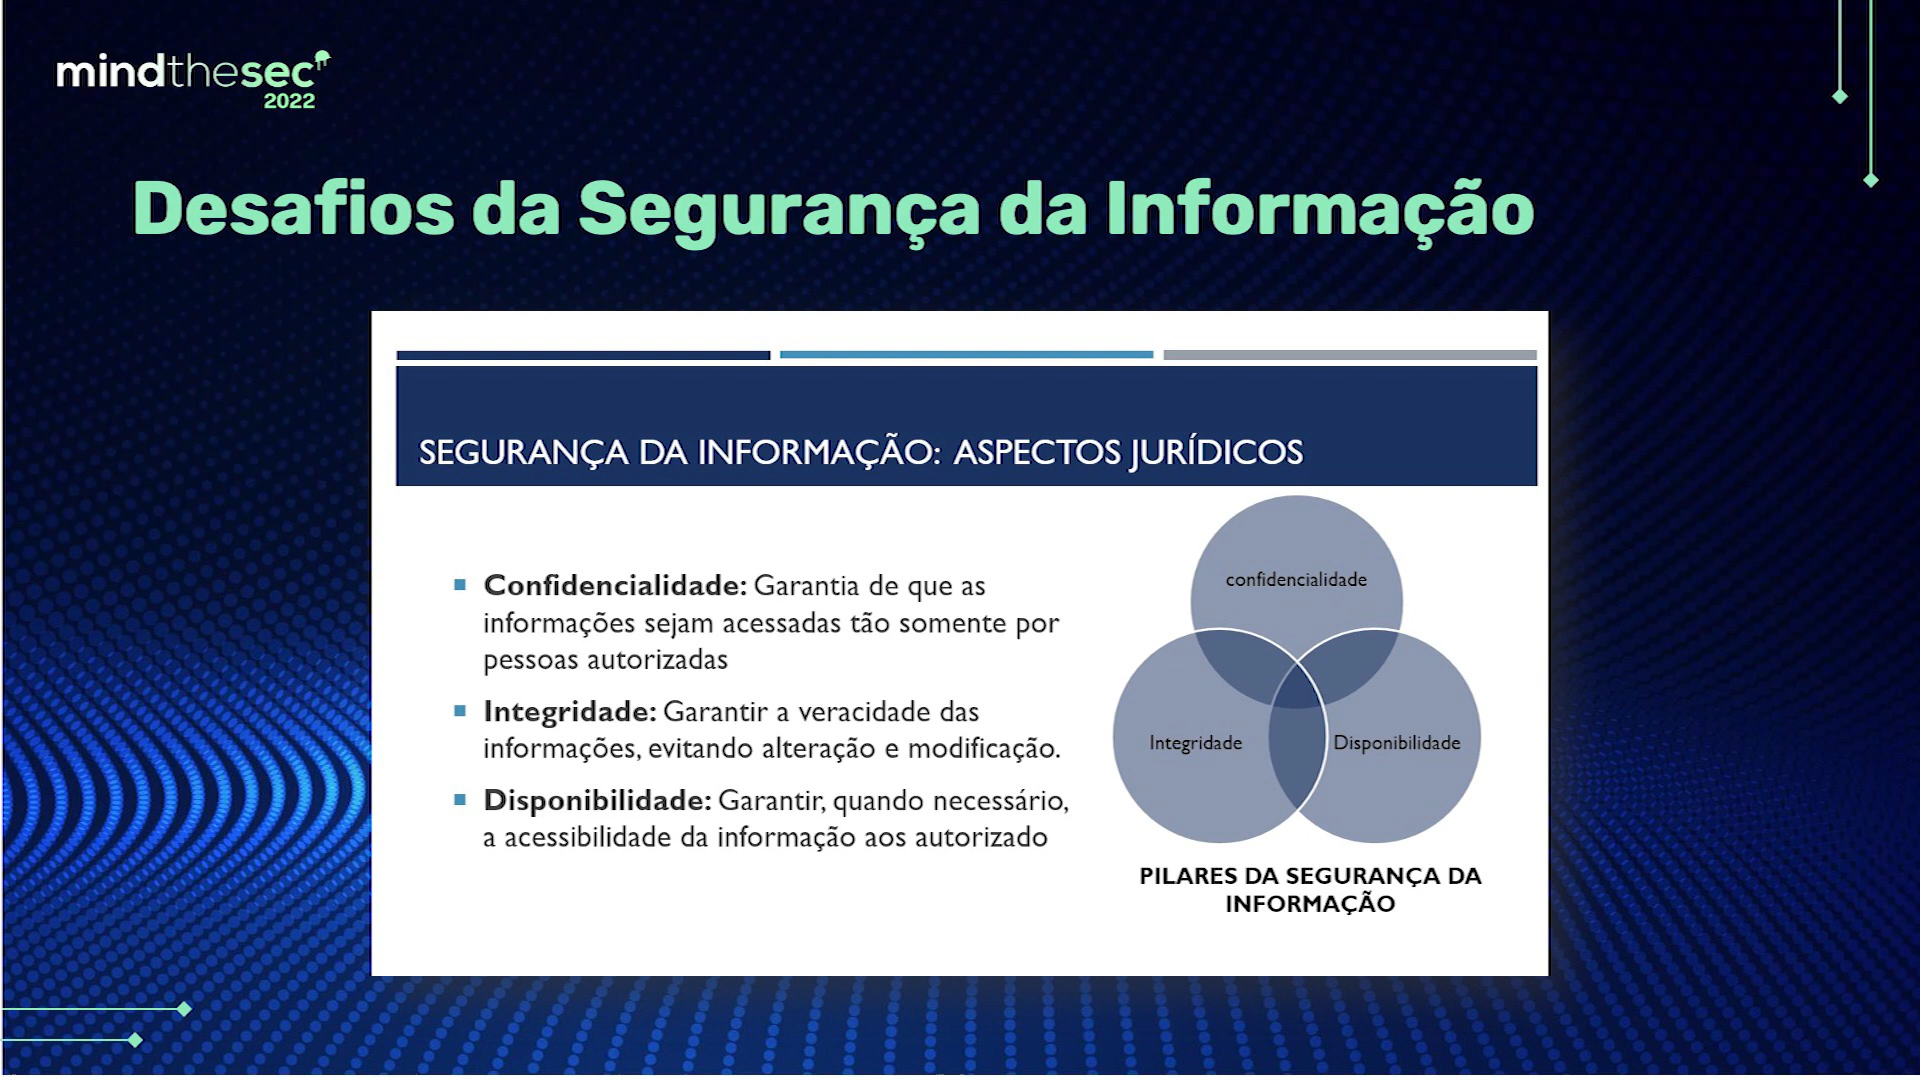 mindthesec
2022
Desafios da Segurança da Informação
SEGURANÇA DA INFORMAÇÃO: ASPECTOS JURÍDICOS
Confidencialidade: Garantia de que as
informações sejam acessadas tão somente por
pessoas autorizadas
Integridade: Garantir a veracidade das
informações, evitando alteração e modificação.
Disponibilidade: Garantir, quando necessário,
a acessibilidade da informação aos autorizado
confidencialidade
Integridade
Disponibilidade
PILARES DA SEGURANÇA DA
INFORMAÇÃO